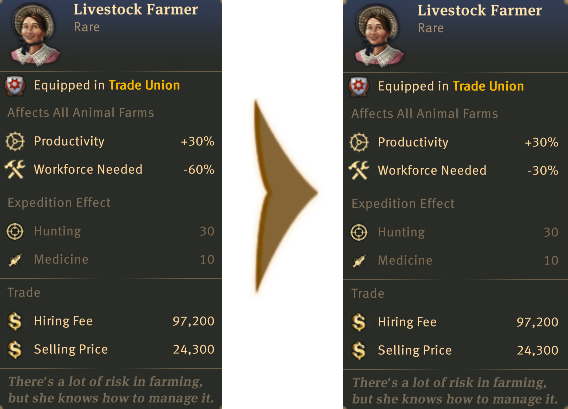 Livestock Farmer
Rare
Equipped in Trade Union
Affects All Animal Farms
Productivity +30%
Workforce Needed -60%
Expedition Effect
Hunting 30
Medicine 10
Trade
Hiring Fee 97,200
Selling Price 24,300
There's a lot of risk in farming,
but she knows how to manage it.
Livestock Farmer
Rare
Equipped in Trade Union
Affects All Animal Farms
Productivity +30%
Workforce Needed -30%
Expedition Effect
Hunting 30
Medicine 10
Trade
Hiring Fee 97,200
Selling Price 24,300
There's a lot of risk in farming,
but she knows how to manage it.